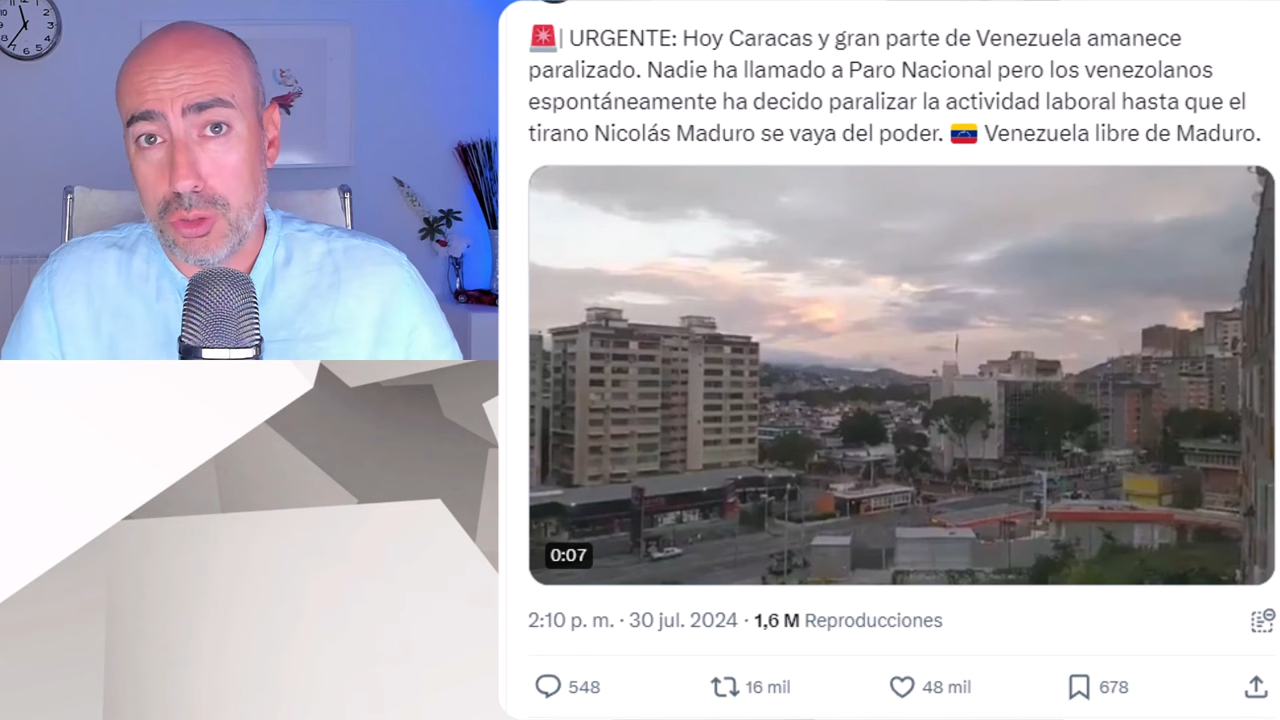 🚨| URGENTE: Hoy Caracas y gran parte de Venezuela amanece
paralizado. Nadie ha llamado a Paro Nacional pero los venezolanos
espontáneamente ha decido paralizar la actividad laboral hasta que el
tirano Nicolás Maduro se vaya del poder. 🇻🇪 Venezuela libre de Maduro.
0:07
2:10 p. m. · 30 jul. 2024 · 1,6 M Reproducciones
548
16 mil
48 mil
678